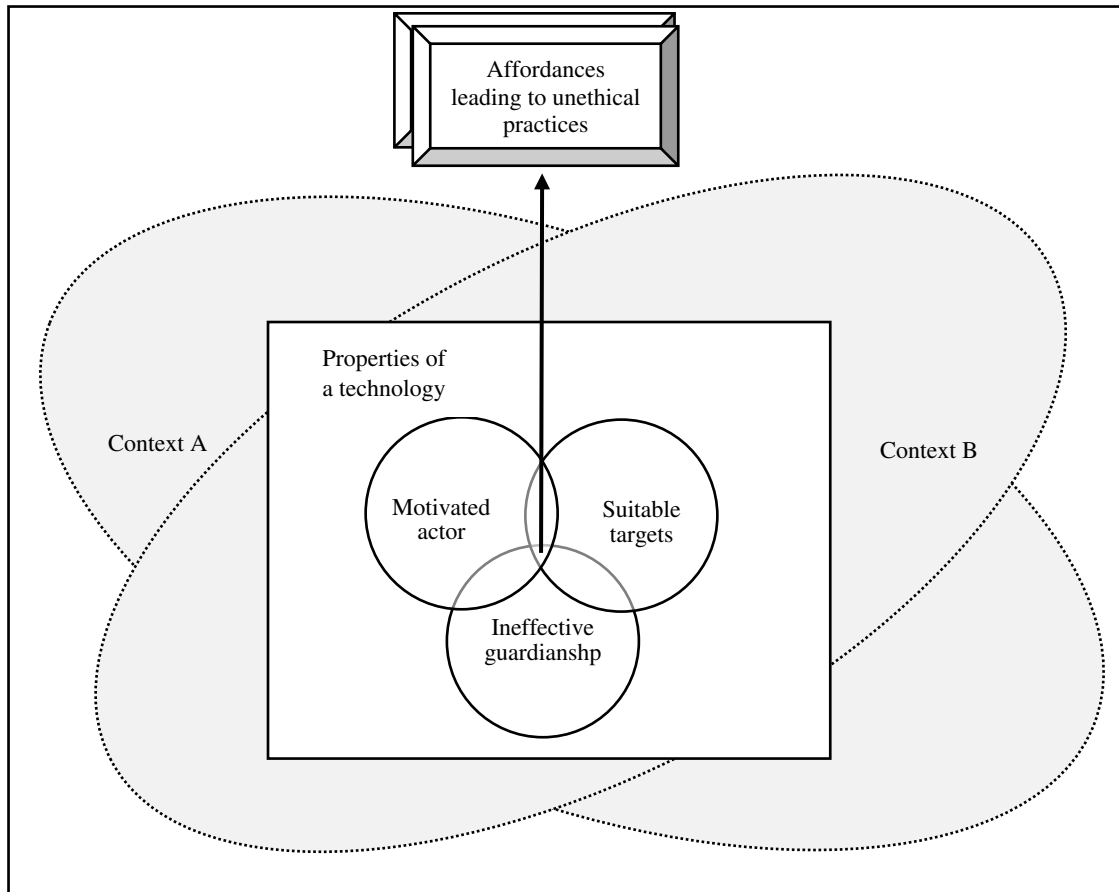 Affordances
leading to unethical
practices
Properties of
a technology
Context A
Context B
Motivated
actor
Suitable
targets
Ineffective
guardianshp